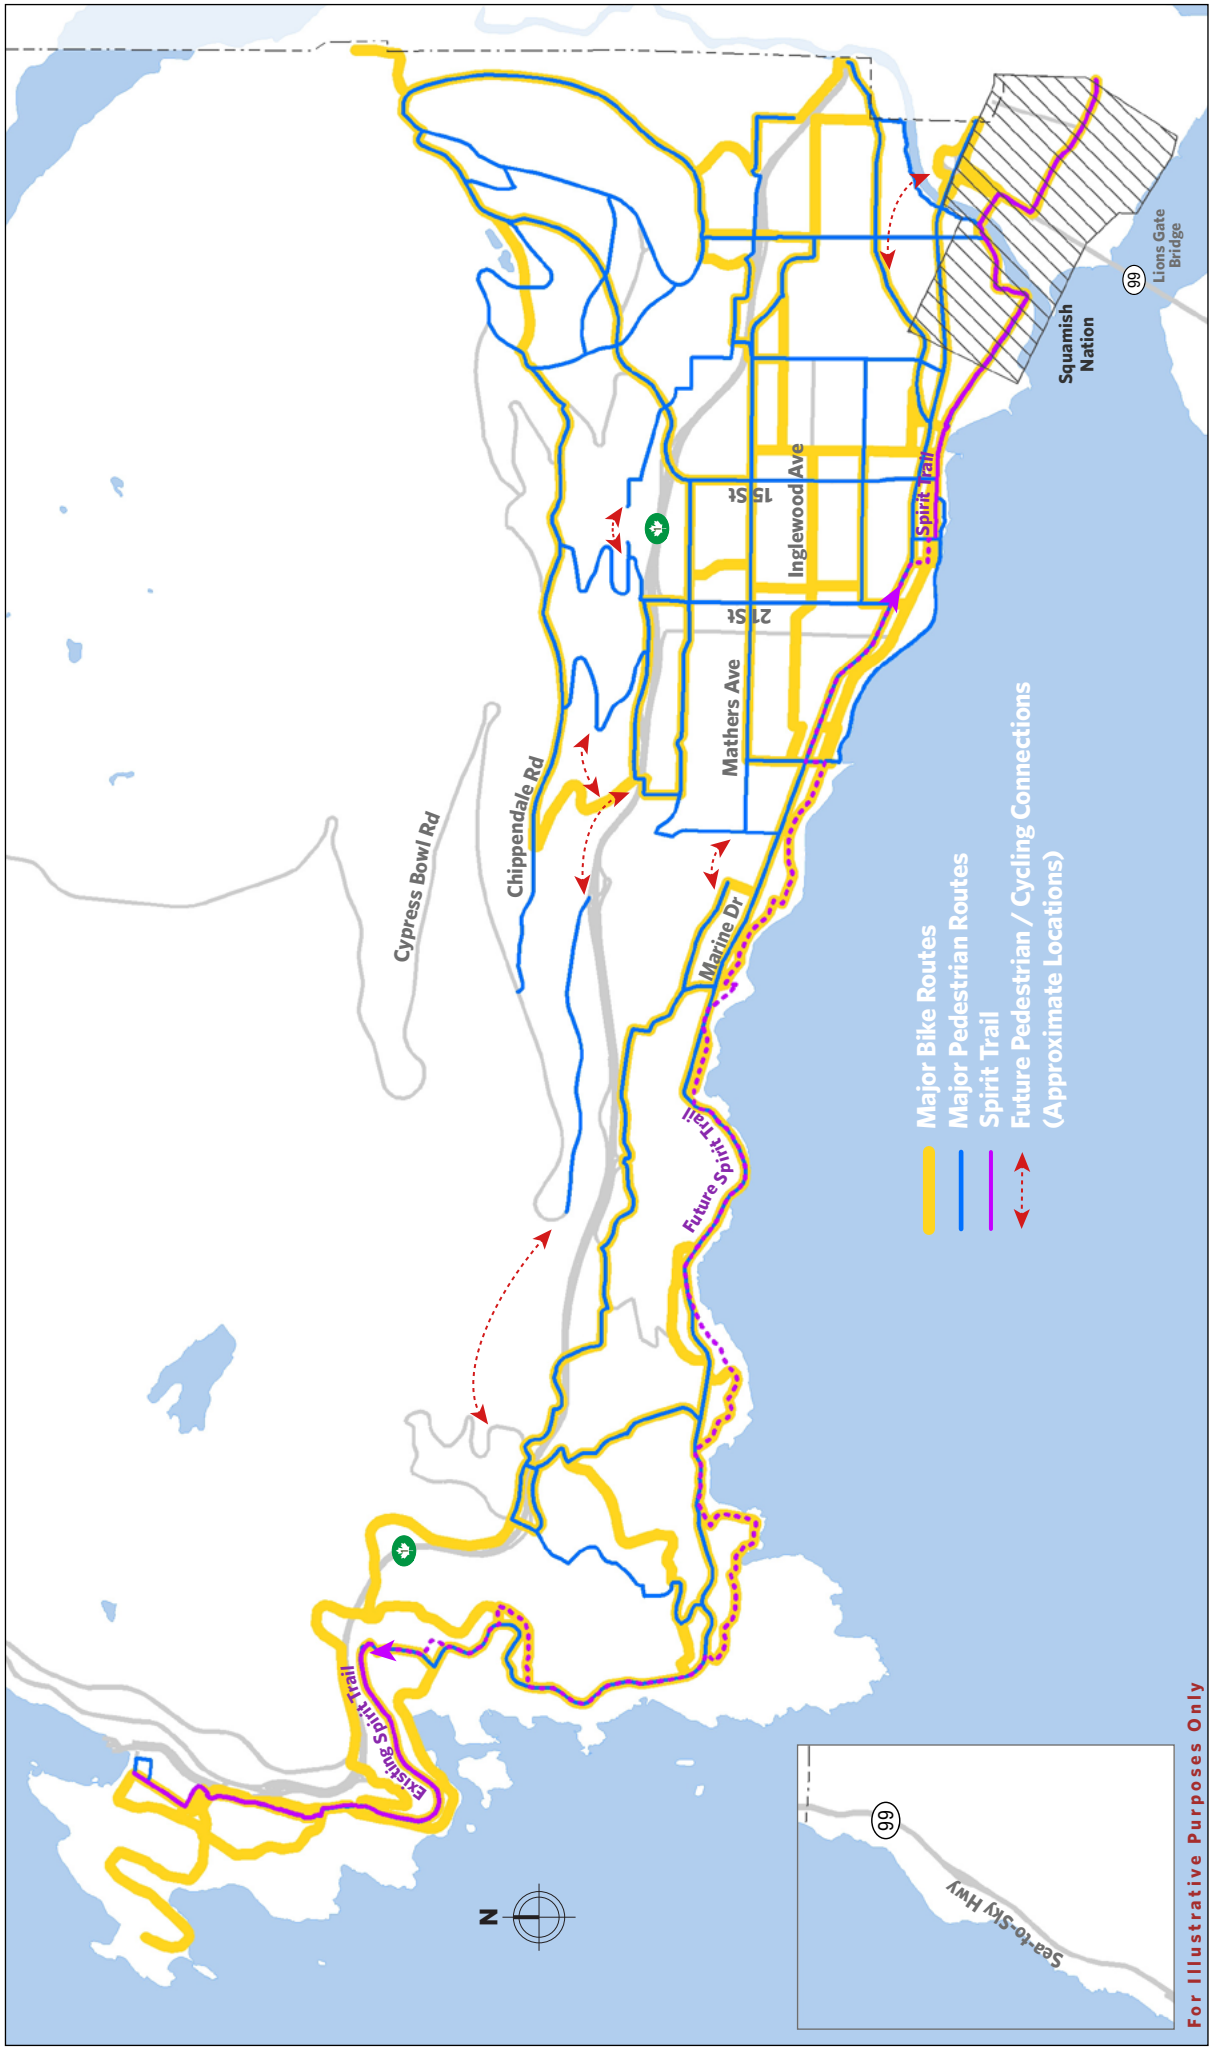 Cypress Bowl Rd
Chippendale Rd
Mathers Ave
Inglewood Ave
15 St
21 St
Marine Dr
Spirit Trail
Future Spirit Trail
Existing Spirit Trail
1
1
Squamish
Nation
Lions Gate
Bridge
99
N
Major Bike Routes
Major Pedestrian Routes
Spirit Trail
Future Pedestrian / Cycling Connections
(Approximate Locations)
99
Sea-to-Sky Hwy
For Illustrative Purposes Only